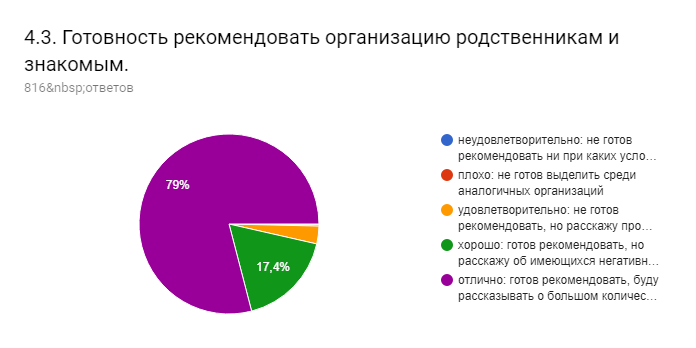 4.3. Готовность рекомендовать организацию родственникам и
знакомым.
816&nbsp;ответов
79%
17,4%
неудовлетворительно: не готов
рекомендовать ни при каких усло…
плохо: не готов выделить среди
аналогичных организаций
удовлетворительно: не готов
рекомендовать, но расскажу про…
хорошо: готов рекомендовать, но
расскажу об имеющихся негативн…
отлично: готов рекомендовать, буду
рассказывать о большом количес…